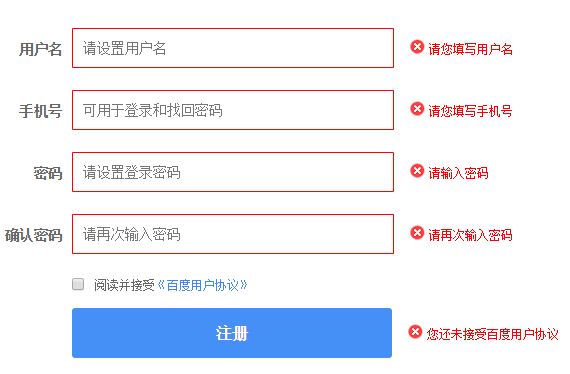 用户名 请设置用户名 请您填写用户名
手机号 可用于登录和找回密码 请您填写手机号
密码 请设置登录密码 请输入密码
确认密码 请再次输入密码 请再次输入密码
阅读并接受《百度用户协议》
注册 您还未接受百度用户协议